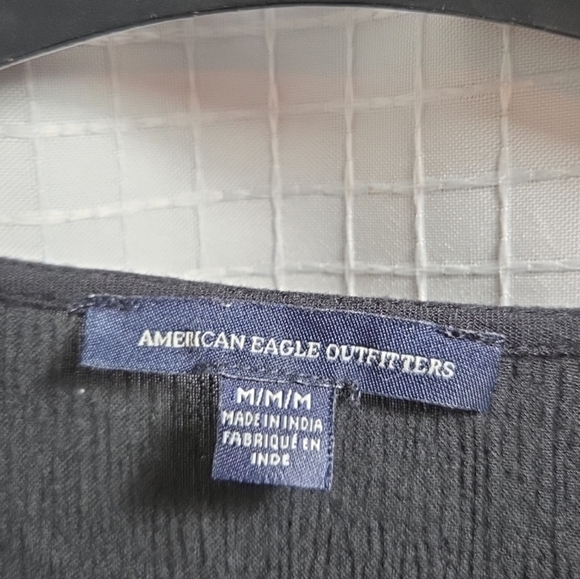 AMERICAN EAGLE OUTFITTERS
M/M/M
MADE IN INDIA
FABRIQUÉ EN
INDE